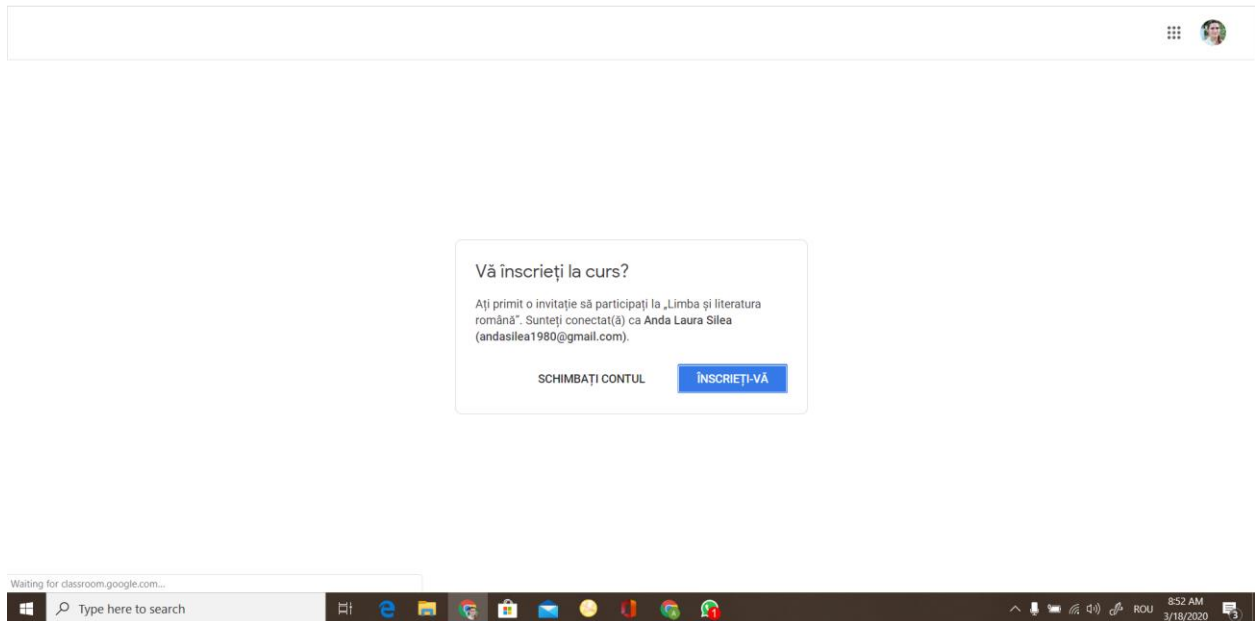 Vă înscrieți la curs?
Ați primit o invitație să participați la „Limba și literatura
română”. Sunteți conectat(ă) ca Anda Laura Silea
(andasilea1980@gmail.com).
SCHIMBAȚI CONTUL ÎNSCRIEȚI-VĂ
Waiting for classroom.google.com...
Type here to search
ROU
8:52 AM
3/18/2020
3
1